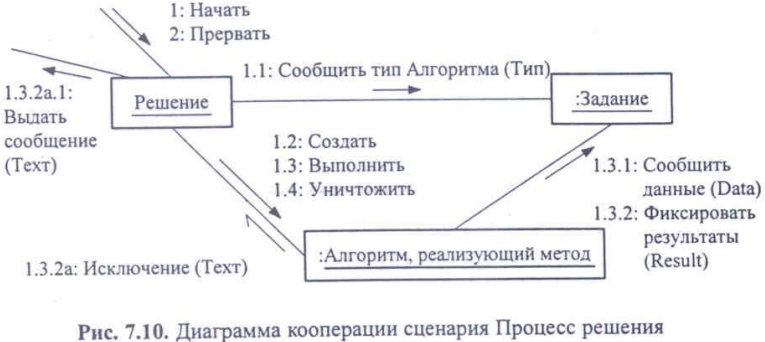 1: Начать
2: Прервать
1.1: Сообщить тип Алгоритма (Тип)
1.3.2а.1:
Выдать
сообщение
(Текст)
Решение
:Задание
1.2: Создать
1.3: Выполнить
1.4: Уничтожить
1.3.1: Сообщить
данные (Data)
1.3.2: Фиксировать
результаты
(Result)
:Алгоритм, реализующий метод
1.3.2а: Исключение (Текст)
Рис. 7.10. Диаграмма кооперации сценария Процесс решения